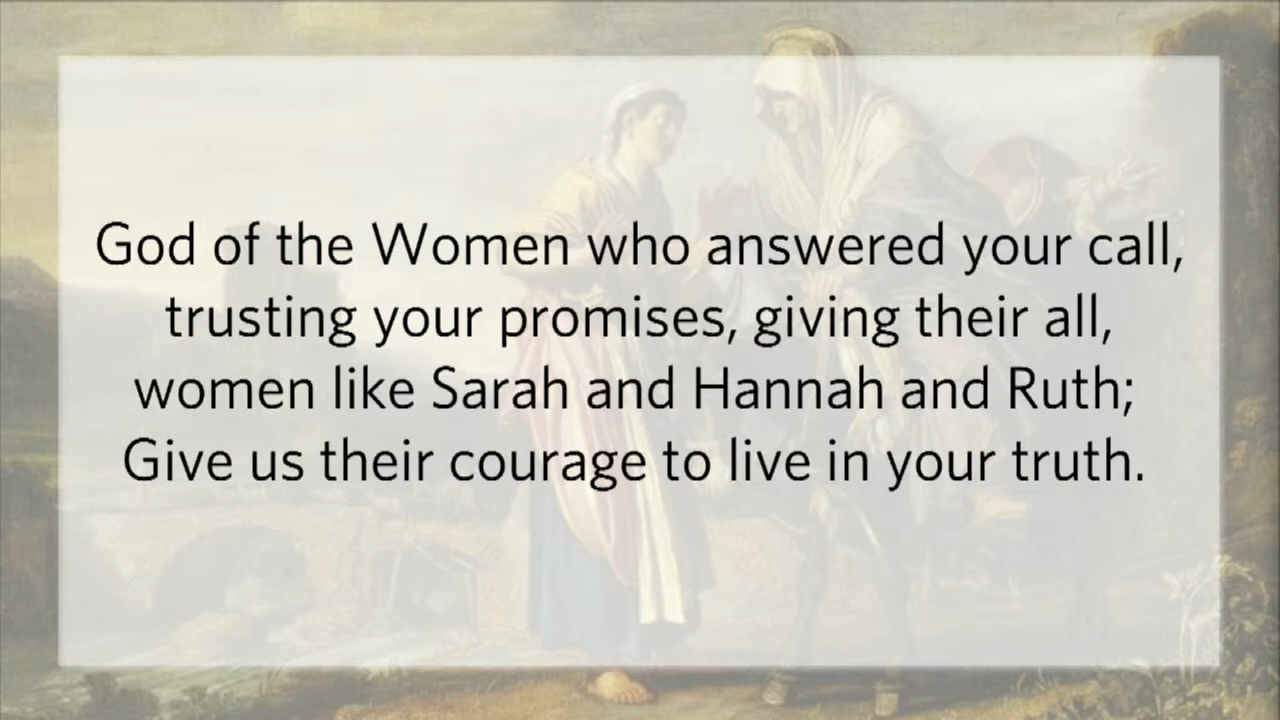 God of the Women who answered your call,
trusting your promises, giving their all,
women like Sarah and Hannah and Ruth;
Give us their courage to live in your truth.